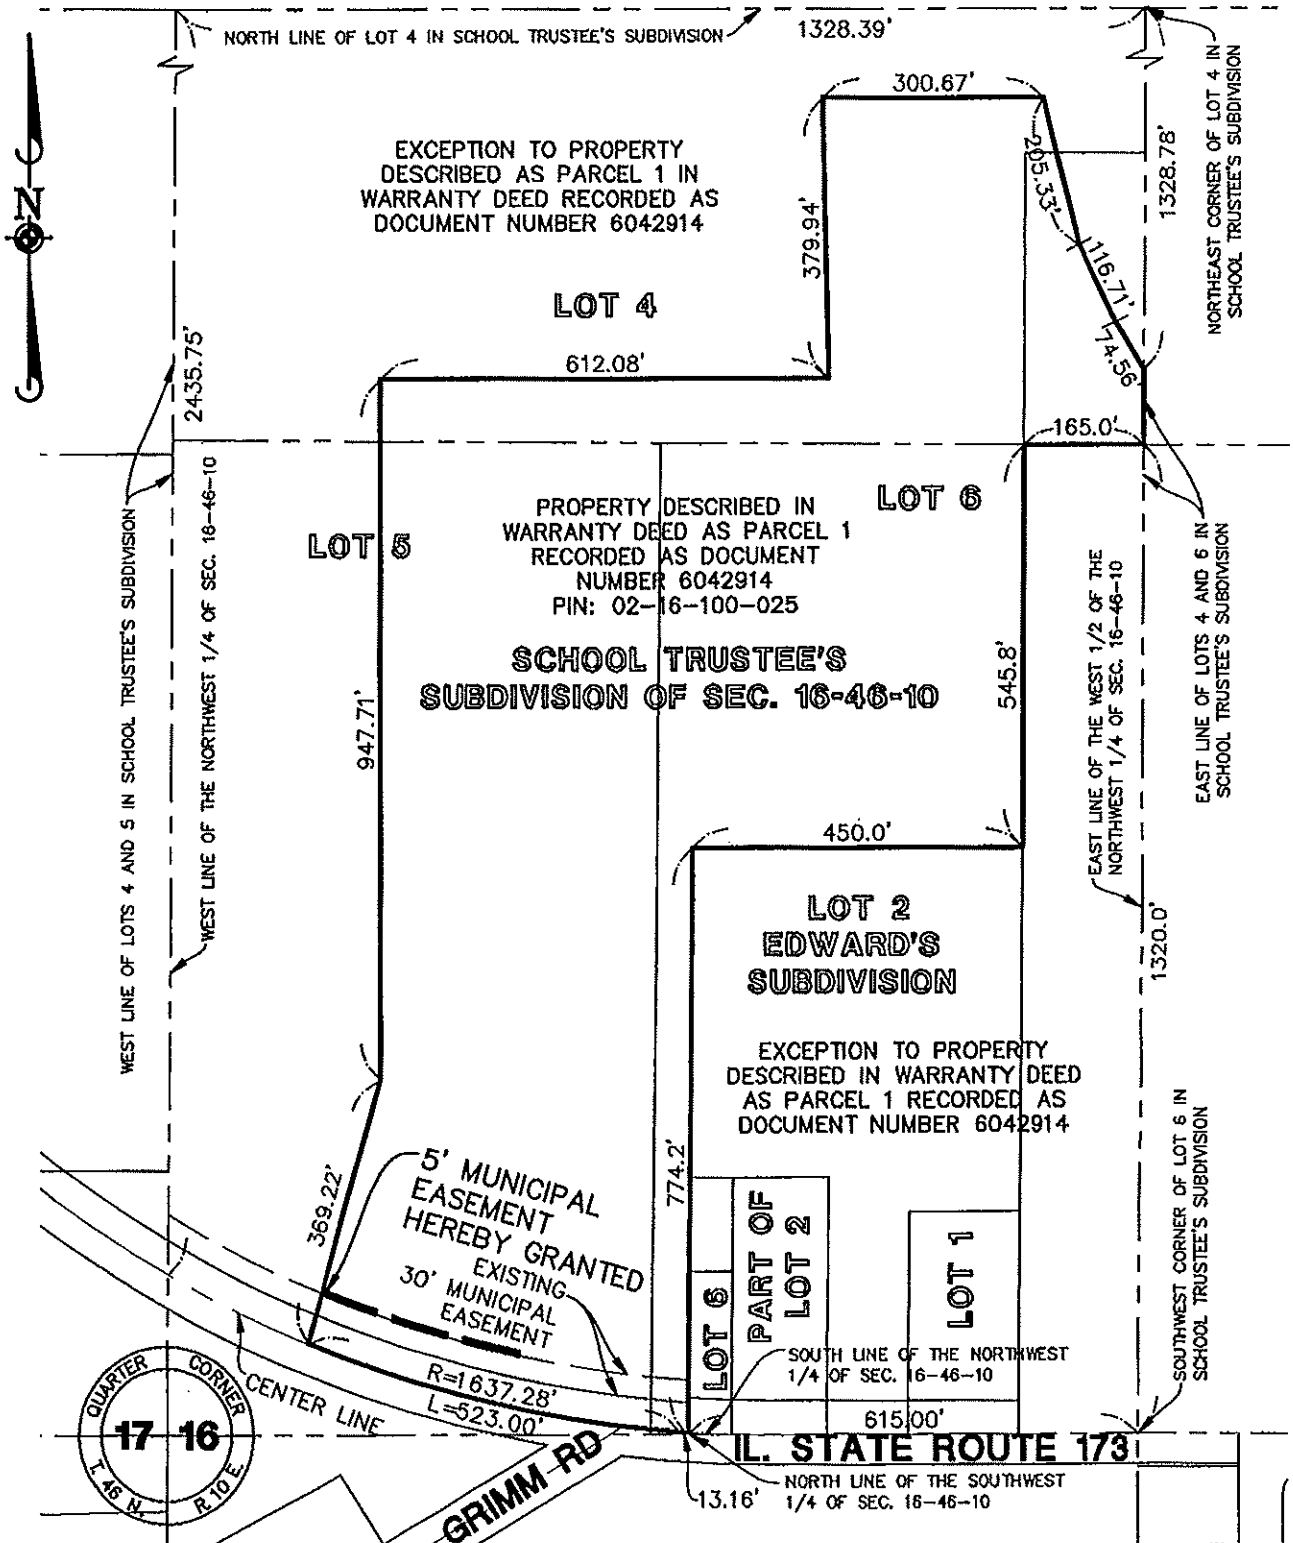 NORTH LINE OF LOT 4 IN SCHOOL TRUSTEE'S SUBDIVISION
1328.39'
NORTHEAST CORNER OF LOT 4 IN
SCHOOL TRUSTEE'S SUBDIVISION
300.67'
EXCEPTION TO PROPERTY
DESCRIBED AS PARCEL 1 IN
WARRANTY DEED RECORDED AS
DOCUMENT NUMBER 6042914
205.33'
1328.78'
N
379.94'
116.71'
LOT 4
74.56'
612.08'
2435.75'
165.0'
WEST LINE OF LOTS 4 AND 5 IN SCHOOL TRUSTEE'S SUBDIVISION
WEST LINE OF THE NORTHWEST 1/4 OF SEC. 16-46-10
LOT 5
PROPERTY DESCRIBED IN
WARRANTY DEED AS PARCEL 1
RECORDED AS DOCUMENT
NUMBER 6042914
PIN: 02-16-100-025
LOT 6
SCHOOL TRUSTEE'S
SUBDIVISION OF SEC. 16-46-10
947.71'
545.8'
EAST LINE OF THE WEST 1/2 OF THE
NORTHWEST 1/4 OF SEC. 16-46-10
EAST LINE OF LOTS 4 AND 6 IN
SCHOOL TRUSTEE'S SUBDIVISION
450.0'
LOT 2
EDWARD'S
SUBDIVISION
1320.0'
EXCEPTION TO PROPERTY
DESCRIBED IN WARRANTY DEED
AS PARCEL 1 RECORDED AS
DOCUMENT NUMBER 6042914
774.2'
369.22'
5' MUNICIPAL
EASEMENT
HEREBY GRANTED
EXISTING
30' MUNICIPAL
EASEMENT
LOT 6
PART OF
LOT 2
LOT 1
SOUTHWEST CORNER OF LOT 6 IN
SCHOOL TRUSTEE'S SUBDIVISION
SOUTH LINE OF THE NORTHWEST
1/4 OF SEC. 16-46-10
R=1637.28'
L=523.00'
CENTER LINE
615.00'
QUARTER CORNER
17 16
T. 46 N. R. 10 E.
IL. STATE ROUTE 173
GRIMM RD
13.16'
NORTH LINE OF THE SOUTHWEST
1/4 OF SEC. 16-46-10